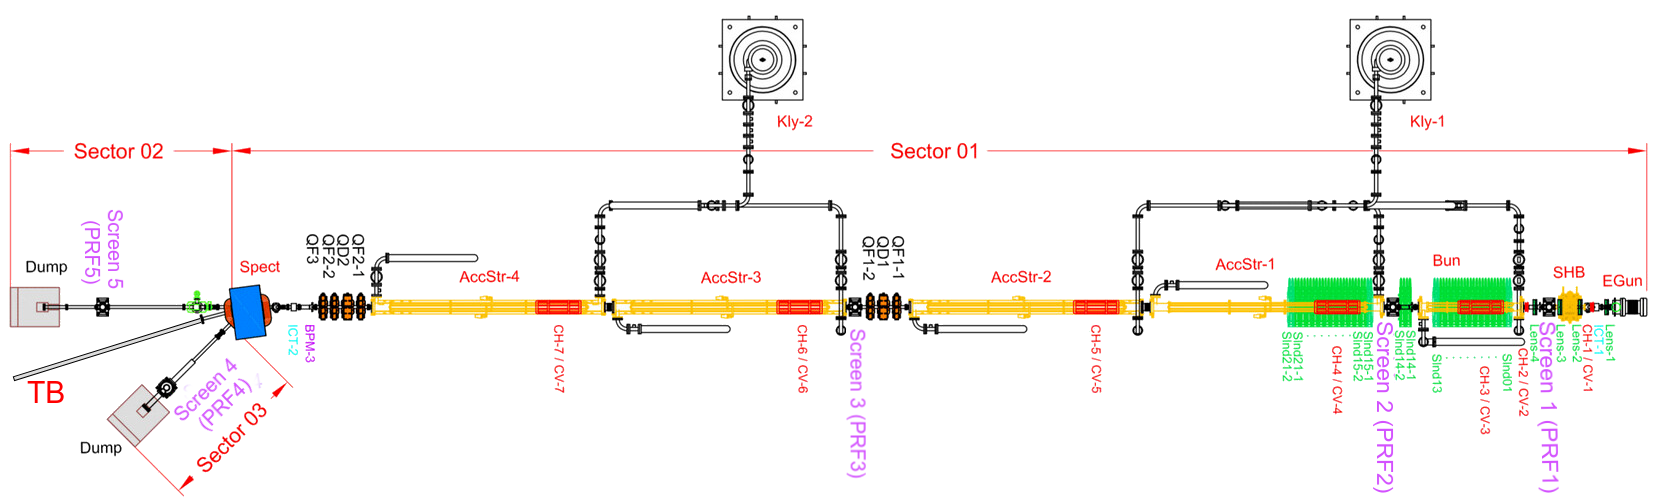 Kly-2
Kly-1
Sector 02
Sector 01
Screen 5
(PRF5)
Dump
Spect
QF3
QF2-2
QD2
QF2-1
AccStr-4
AccStr-3
QF1-2
QD1
QF1-1
AccStr-2
AccStr-1
Bun
SHB
EGun
TB
Dump
Screen 4
(PRF4)
Sector 03
ICT-2
BPM-3
CH-7 / CV-7
CH-6 / CV-6
Screen 3 (PRF3)
CH-5 / CV-5
Slnd21-2
Slnd21-1
CH-4 / CV-4
Slnd15-2
Slnd15-1
Screen 2 (PRF2)
Slnd14-2
Slnd14-1
Slnd13
CH-3 / CV-3
Slnd01
CH-2 / CV-2
Lens-4
Screen 1 (PRF1)
Lens-3
Lens-2
CH-1 / CV-1
ICT-1
Lens-1